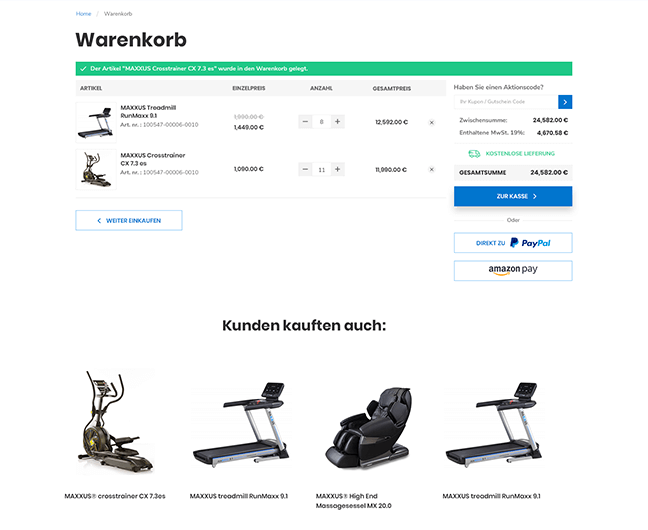 Home / Warenkorb
Warenkorb
Der Artikel "MAXXUS Crosstrainer CX 7.3 es" wurde in den Warenkorb gelegt.
ARTIKEL EINZELPREIS ANZAHL GESAMTPREIS
MAXXUS Treadmill
RunMaxx 9.1
Art. nr. : 100547-00006-0010
1,999.00 €
1,449.00 €
8
12,592.00 €
MAXXUS Crosstrainer
CX 7.3 es
Art. nr. : 100547-00006-0010
1,090.00 €
11
11,990.00 €
WEITER EINKAUFEN
Haben Sie einen Aktionscode?
Ihr Kupon / Gutschein Code
Zwischensumme: 24,582.00 €
Enthaltene MwSt. 19%: 4,670.58 €
KOSTENLOSE LIEFERUNG
GESAMTSUMME 24,582.00 €
ZUR KASSE
Oder
DIREKT ZU PayPal
amazon pay
Kunden kauften auch:
MAXXUS® crosstrainer CX 7.3es
MAXXUS treadmill RunMaxx 9.1
MAXXUS® High End
Massagesessel MX 20.0
MAXXUS treadmill RunMaxx 9.1